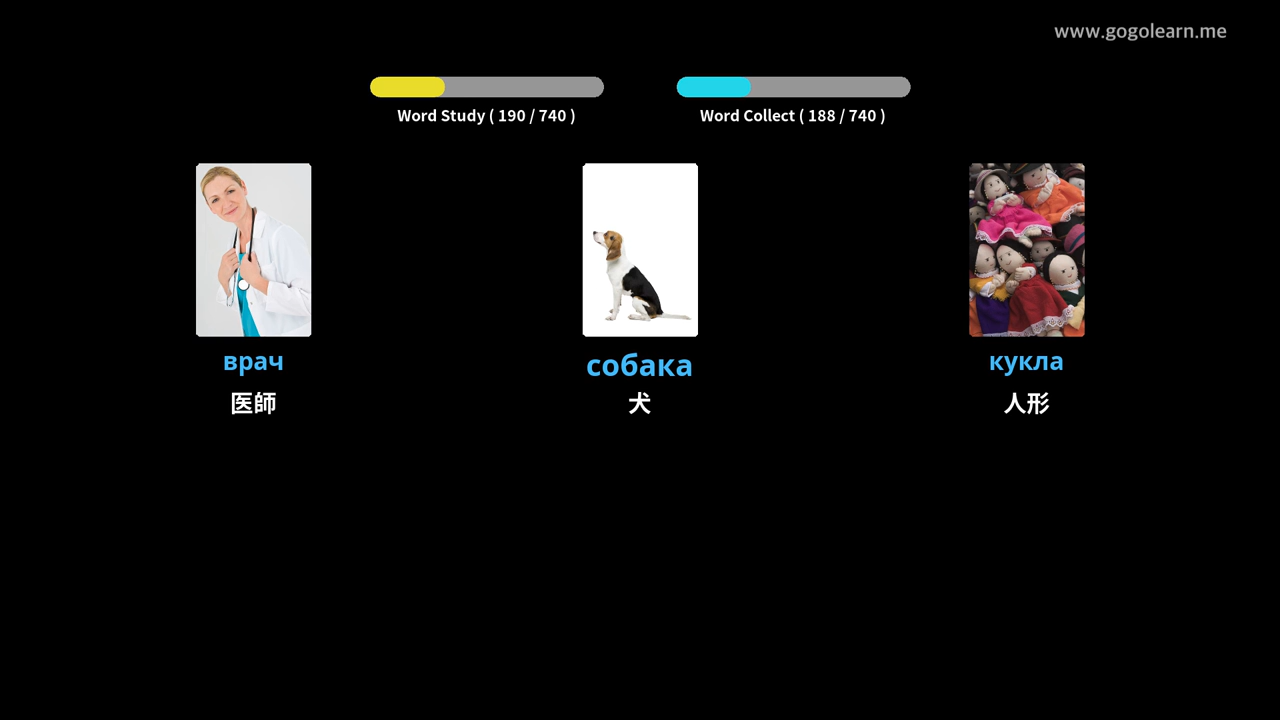 www.gogolearn.me
Word Study ( 190 / 740 )
Word Collect ( 188 / 740 )
врач
собака
кукла
医師
犬
人形